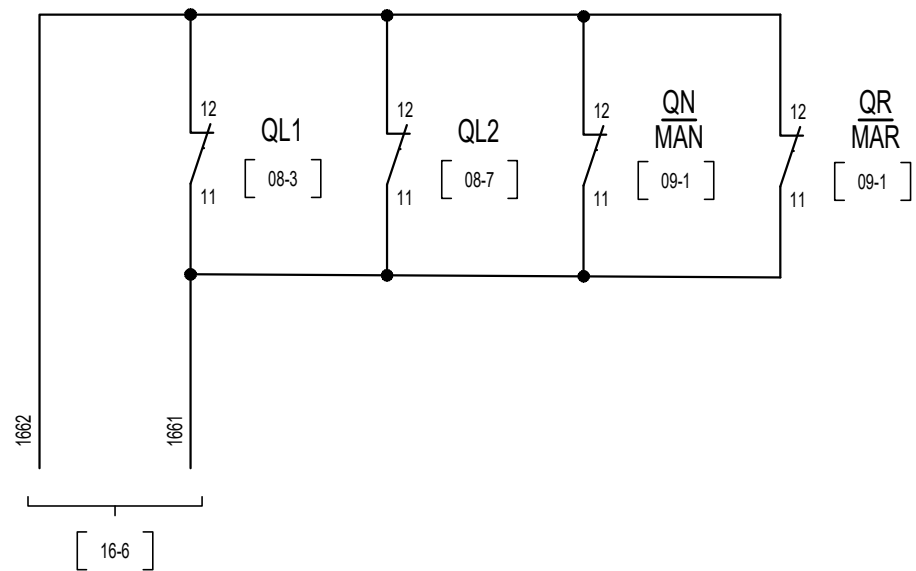 12
QL1
[ 08-3 ]
11
12
QL2
[ 08-7 ]
11
12
QN
MAN
[ 09-1 ]
11
12
QR
MAR
[ 09-1 ]
11
1662
1661
[ 16-6 ]